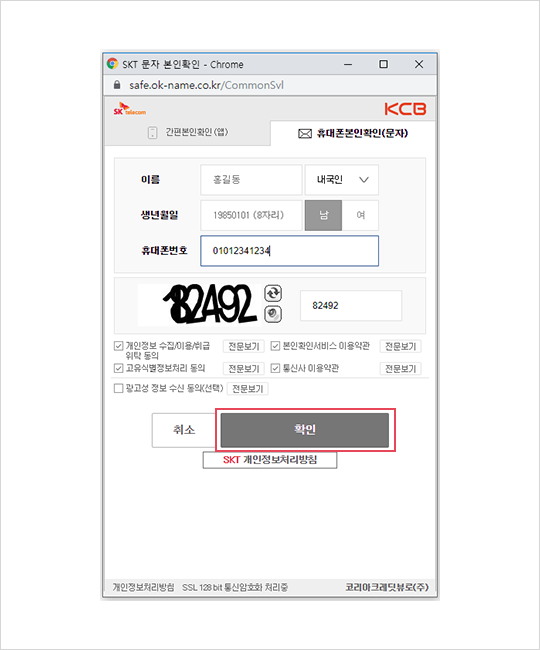 SKT 문자 본인확인 - Chrome
safe.ok-name.co.kr/CommonSvl
SK telecom
KCB
간편본인확인(앱)
휴대폰본인확인(문자)
이름 홍길동 내국인
생년월일 19850101 (8자리) 남 여
휴대폰번호 01012341234
82492
개인정보 수집/이용/취급
위탁 동의 전문보기 본인확인서비스 이용약관 전문보기
고유식별정보처리 동의 전문보기 통신사 이용약관 전문보기
광고성 정보 수신 동의(선택) 전문보기
취소 확인
SKT 개인정보처리방침
개인정보처리방침 SSL 128 bit 통신암호화 처리중 코리아크레딧뷰로(주)